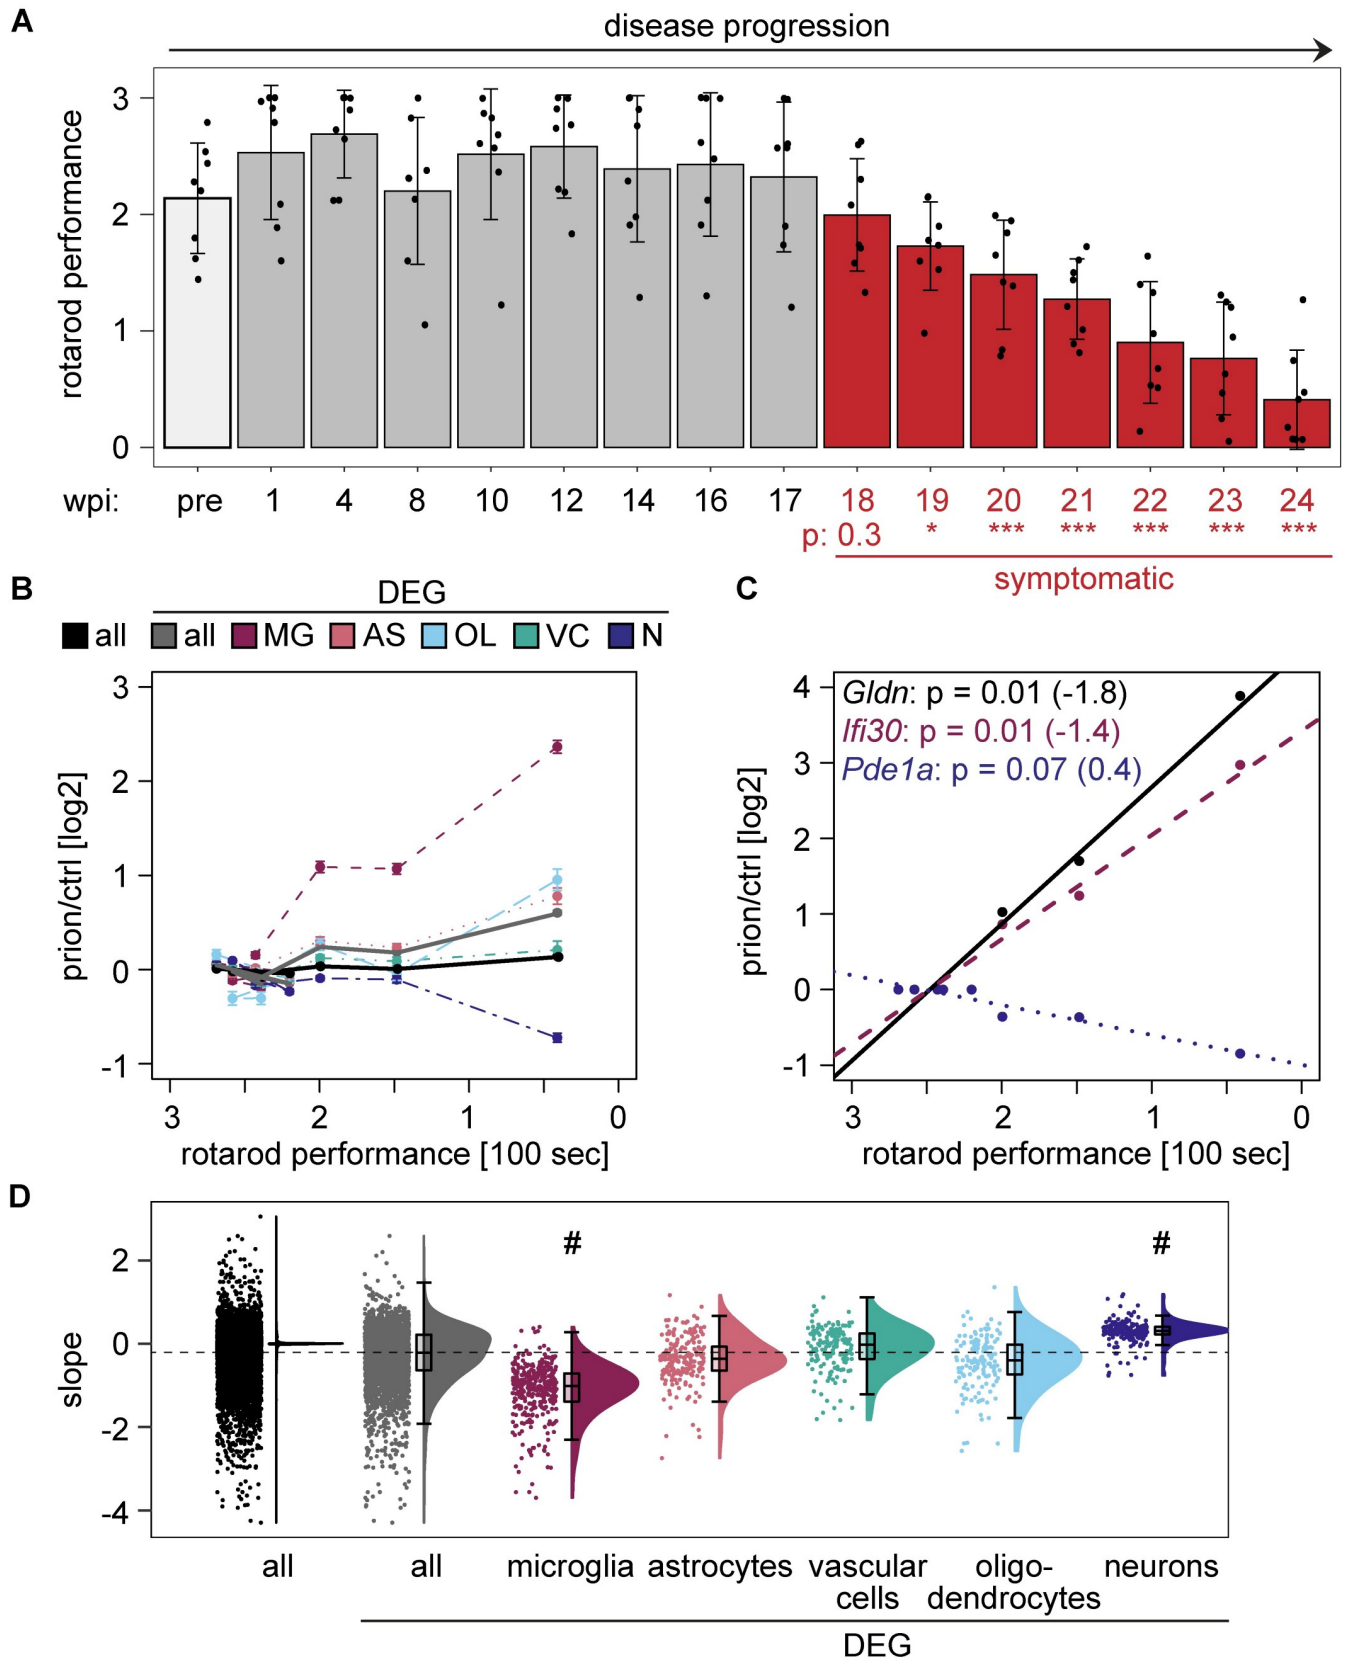 A
disease progression
rotarod performance
3
2
1
0
wpi: pre 1 4 8 10 12 14 16 17 18 19 20 21 22 23 24
p: 0.3 * *** *** *** *** ***
symptomatic
B
DEG
all all MG AS OL VC N
prion/ctrl [log2]
3
2
1
0
-1
3 2 1 0
rotarod performance [100 sec]
C
Gldn: p = 0.01 (-1.8)
Ifi30: p = 0.01 (-1.4)
Pde1a: p = 0.07 (0.4)
prion/ctrl [log2]
4
3
2
1
0
-1
3 2 1 0
rotarod performance [100 sec]
D
slope
2
0
-2
-4
# #
all all microglia astrocytes vascular oligo- neurons
cells dendrocytes
DEG